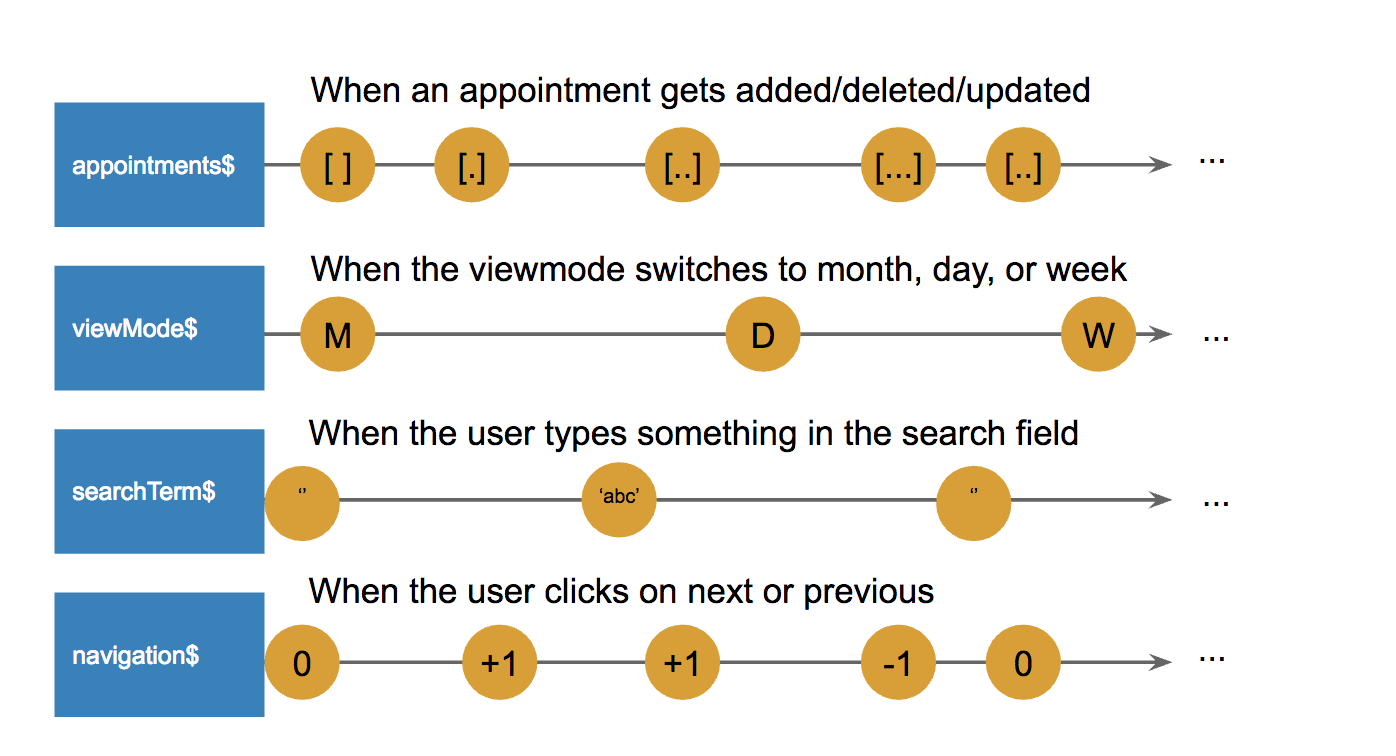 When an appointment gets added/deleted/updated
appointments$ [ ] [.] [..] [...] [..] ...
When the viewmode switches to month, day, or week
viewMode$ M D W ...
When the user types something in the search field
searchTerm$ ‘’ ‘abc’ ‘’ ...
When the user clicks on next or previous
navigation$ 0 +1 +1 -1 0 ...